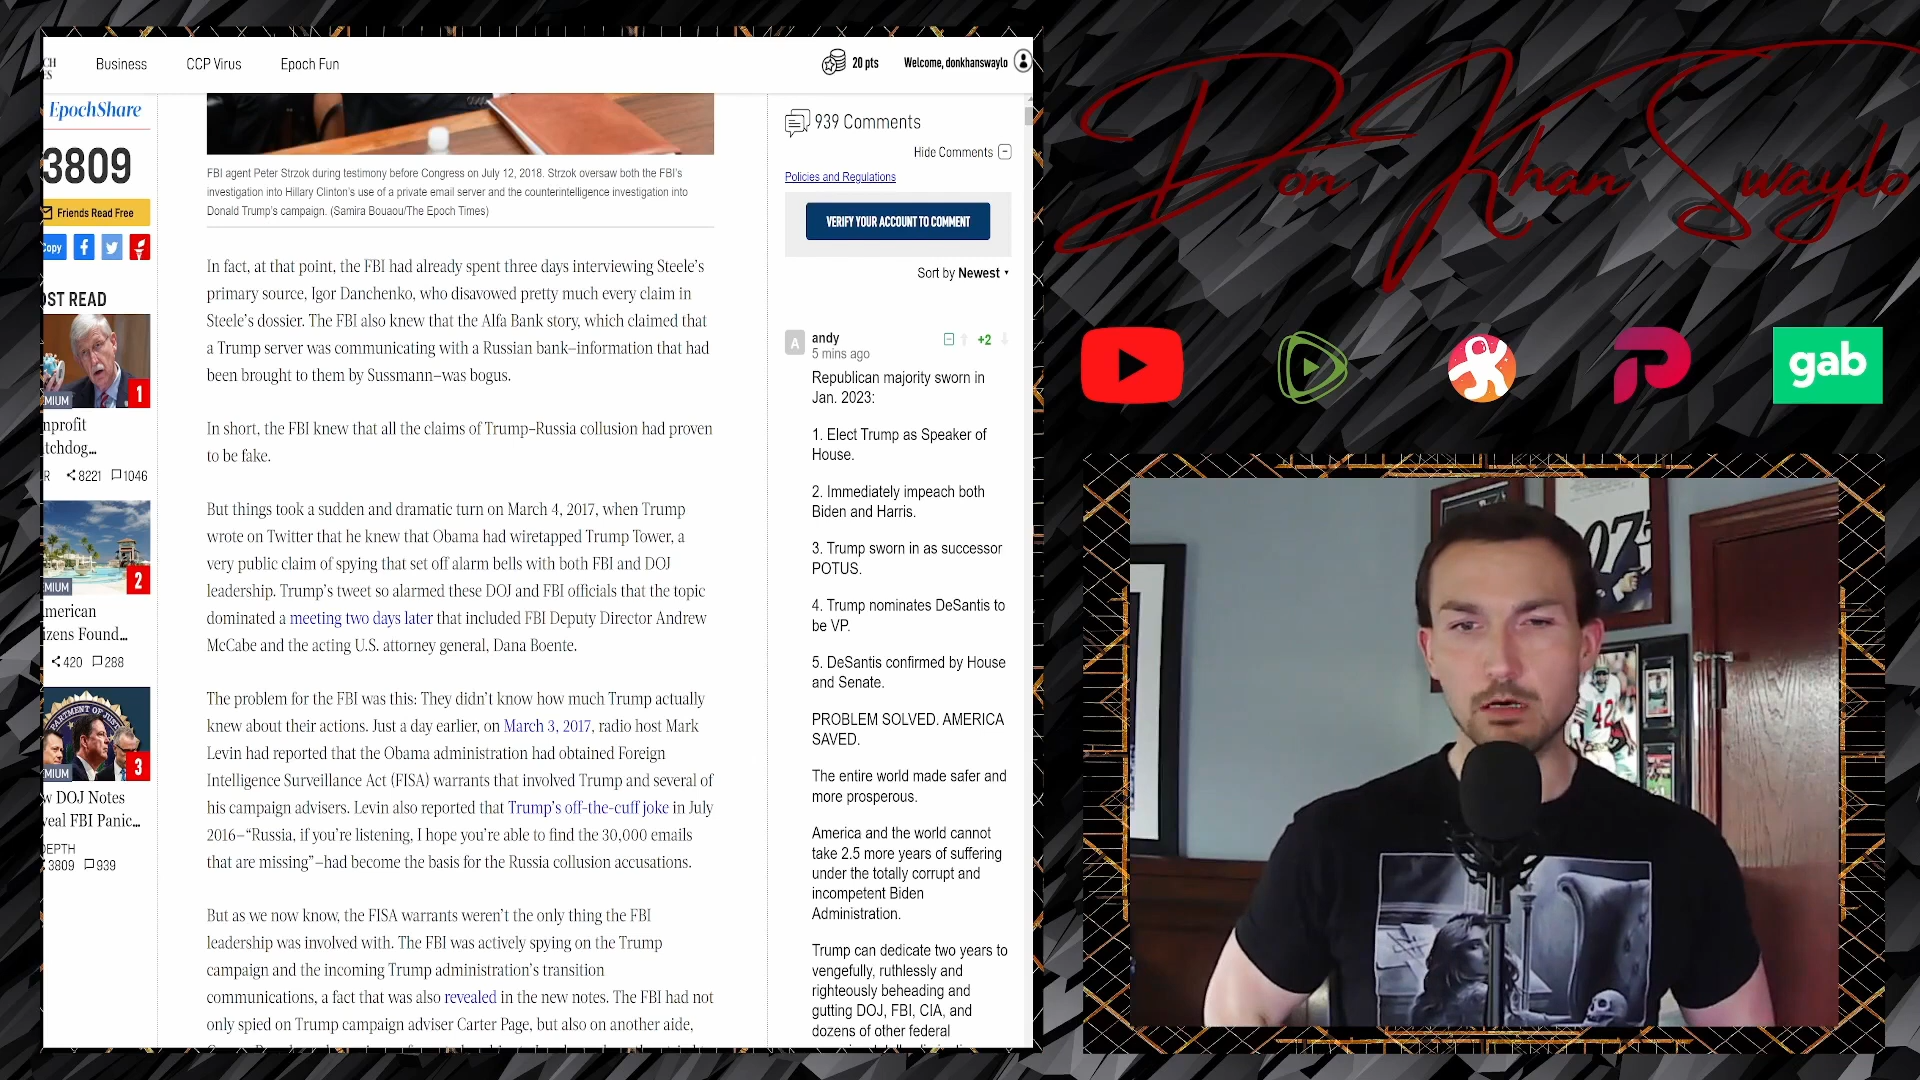 CH
ES
Business
CCP Virus
Epoch Fun
20 pts
Welcome, donkhanswaylo
EpochShare
3809
Friends Read Free
Copy
OST READ
MIUM
1
nprofit
tchdog...
R 8221 1046
MIUM
2
merican
izens Found...
420 288
PARTMENT OF JUST
MIUM
3
w DOJ Notes
veal FBI Panic...
DEPTH
3809 939
FBI agent Peter Strzok during testimony before Congress on July 12, 2018. Strzok oversaw both the FBI's
investigation into Hillary Clinton's use of a private email server and the counterintelligence investigation into
Donald Trump's campaign. (Samira Bouaou/The Epoch Times)
In fact, at that point, the FBI had already spent three days interviewing Steele's
primary source, Igor Danchenko, who disavowed pretty much every claim in
Steele's dossier. The FBI also knew that the Alfa Bank story, which claimed that
a Trump server was communicating with a Russian bank–information that had
been brought to them by Sussmann–was bogus.
In short, the FBI knew that all the claims of Trump–Russia collusion had proven
to be fake.
But things took a sudden and dramatic turn on March 4, 2017, when Trump
wrote on Twitter that he knew that Obama had wiretapped Trump Tower, a
very public claim of spying that set off alarm bells with both FBI and DOJ
leadership. Trump's tweet so alarmed these DOJ and FBI officials that the topic
dominated a meeting two days later that included FBI Deputy Director Andrew
McCabe and the acting U.S. attorney general, Dana Boente.
The problem for the FBI was this: They didn't know how much Trump actually
knew about their actions. Just a day earlier, on March 3, 2017, radio host Mark
Levin had reported that the Obama administration had obtained Foreign
Intelligence Surveillance Act (FISA) warrants that involved Trump and several of
his campaign advisers. Levin also reported that Trump's off-the-cuff joke in July
2016–“Russia, if you're listening, I hope you're able to find the 30,000 emails
that are missing”–had become the basis for the Russia collusion accusations.
But as we now know, the FISA warrants weren't the only thing the FBI
leadership was involved with. The FBI was actively spying on the Trump
campaign and the incoming Trump administration's transition
communications, a fact that was also revealed in the new notes. The FBI had not
only spied on Trump campaign adviser Carter Page, but also on another aide,
939 Comments
Hide Comments
Policies and Regulations
VERIFY YOUR ACCOUNT TO COMMENT
Sort by Newest
A
andy
+2
5 mins ago
Republican majority sworn in
Jan. 2023:
1. Elect Trump as Speaker of
House.
2. Immediately impeach both
Biden and Harris.
3. Trump sworn in as successor
POTUS.
4. Trump nominates DeSantis to
be VP.
5. DeSantis confirmed by House
and Senate.
PROBLEM SOLVED. AMERICA
SAVED.
The entire world made safer and
more prosperous.
America and the world cannot
take 2.5 more years of suffering
under the totally corrupt and
incompetent Biden
Administration.
Trump can dedicate two years to
vengefully, ruthlessly and
righteously beheading and
gutting DOJ, FBI, CIA, and
dozens of other federal
Don Khan Swaylo
gab
007
42